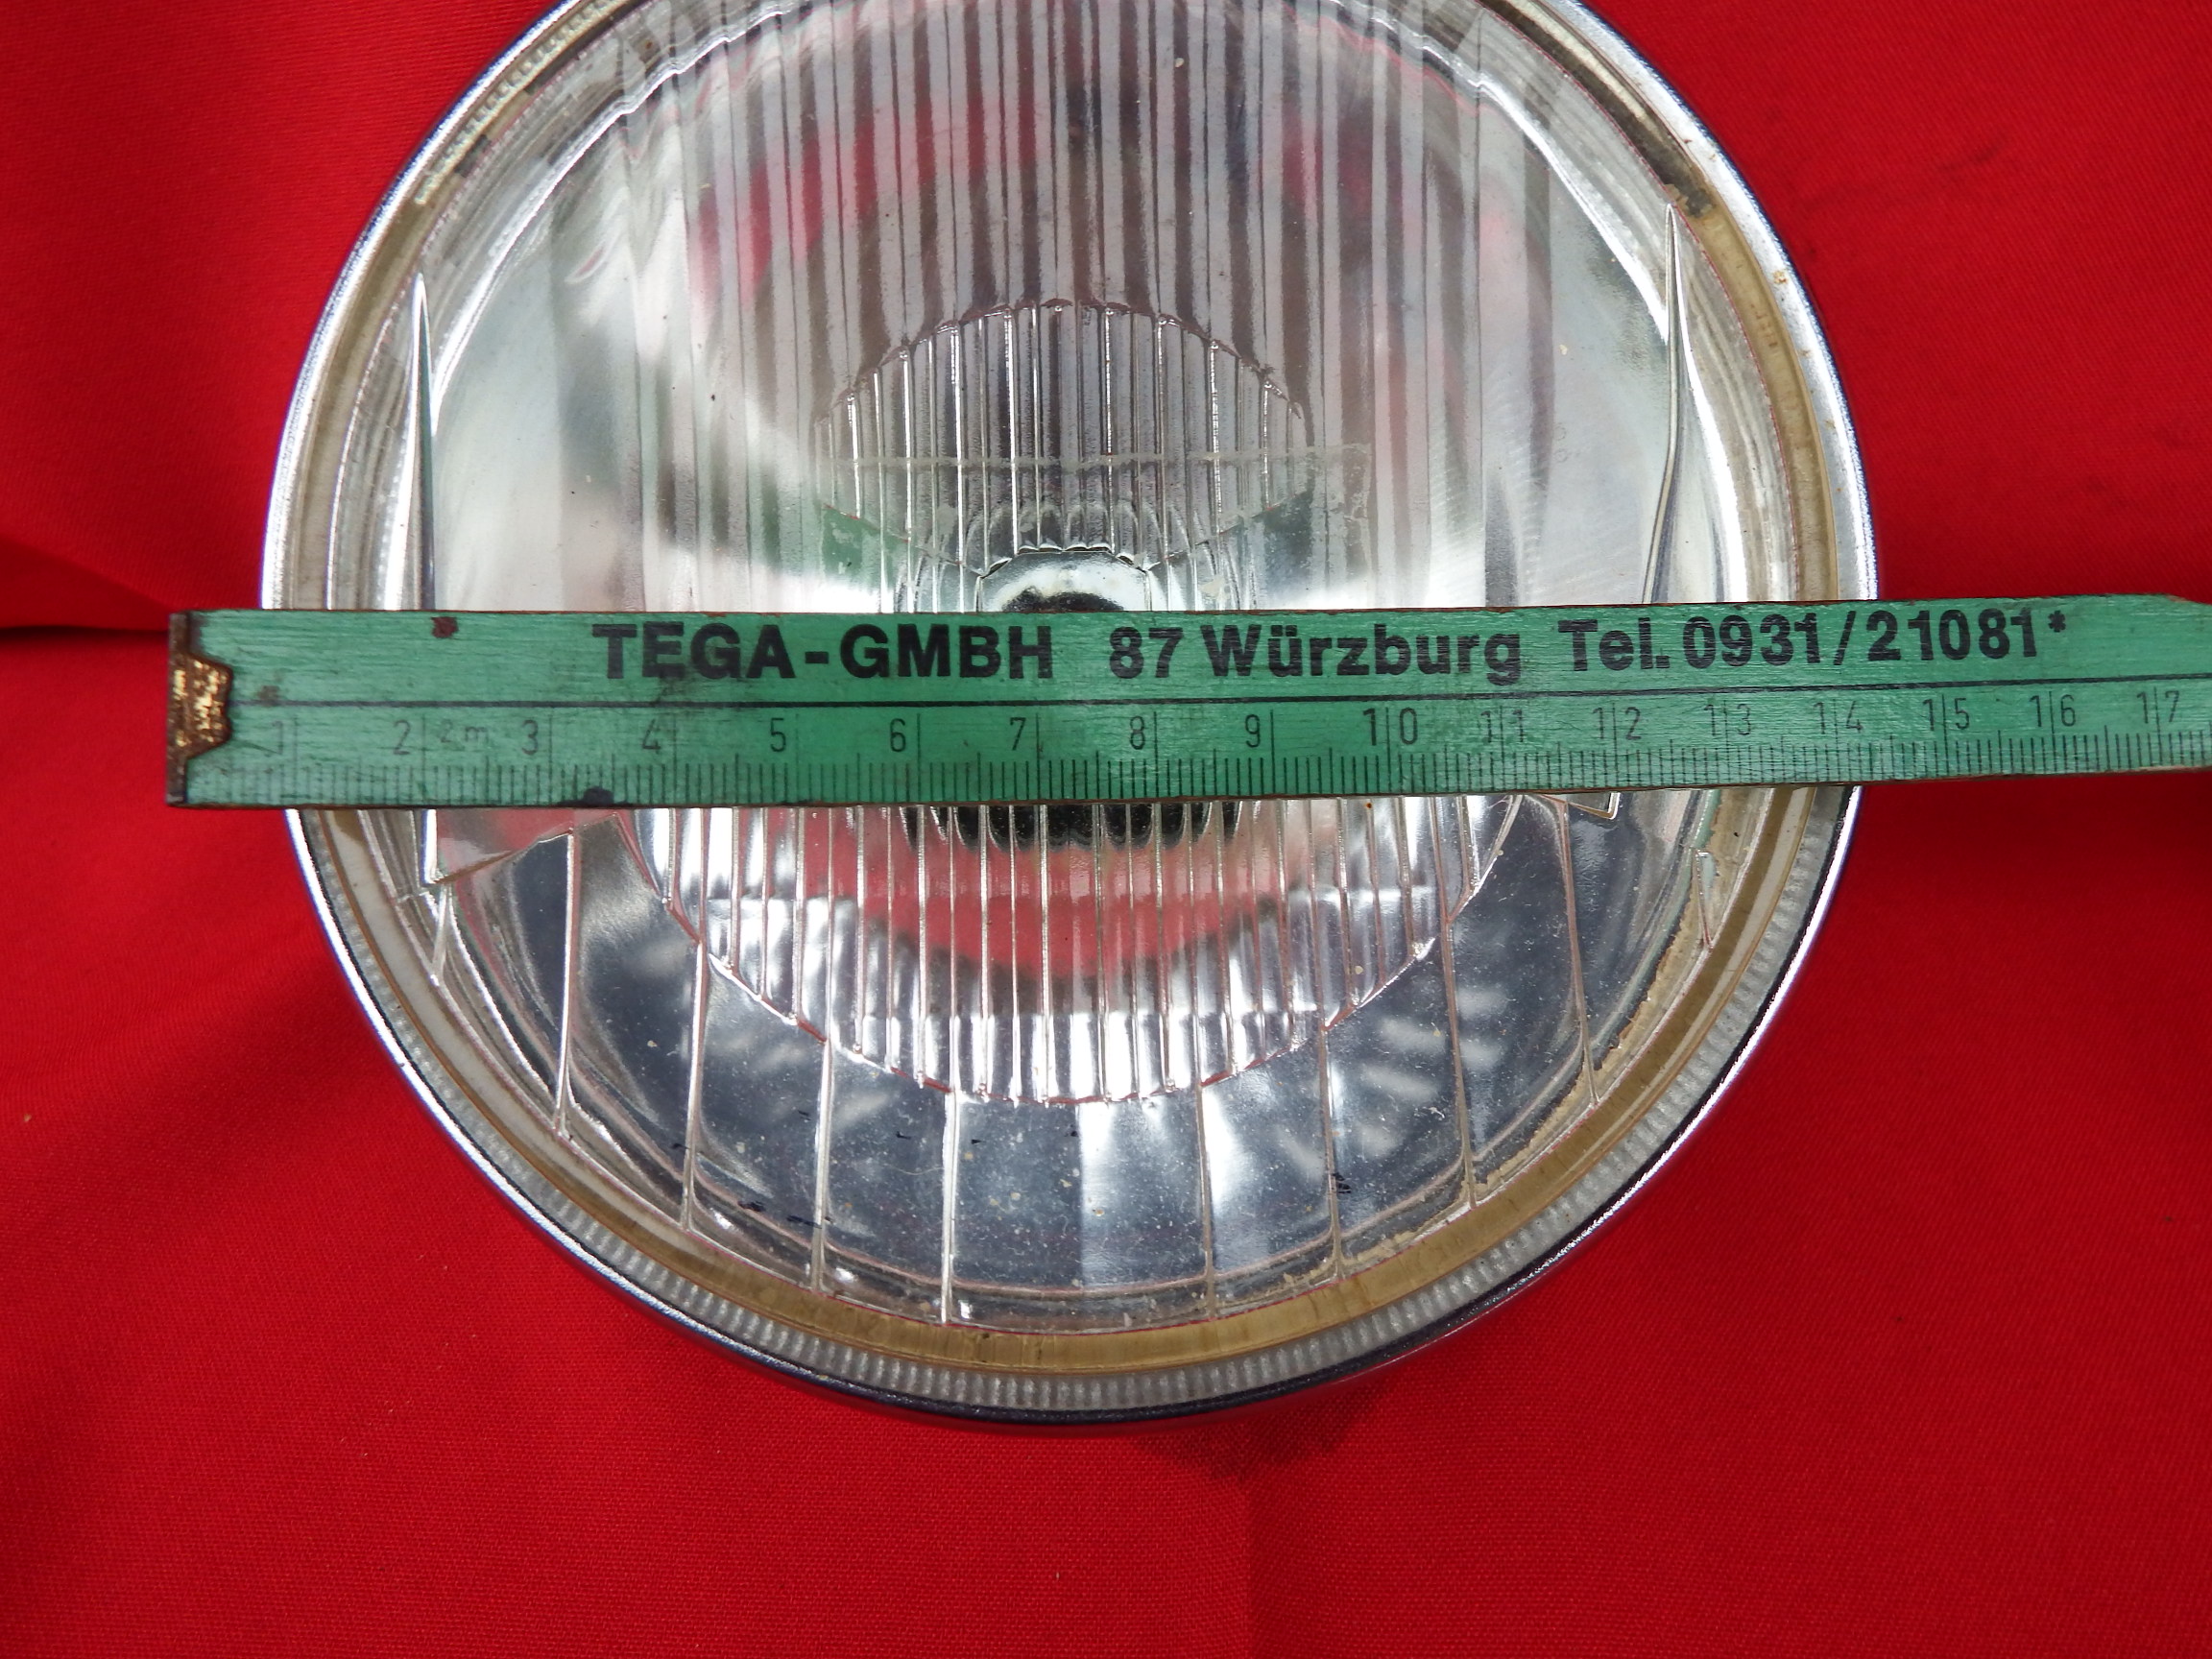 TEGA-GMBH 87 Würzburg Tel. 0931/21081*
1 2 2m 3 4 5 6 7 8 9 10 11 12 13 14 15 16 17